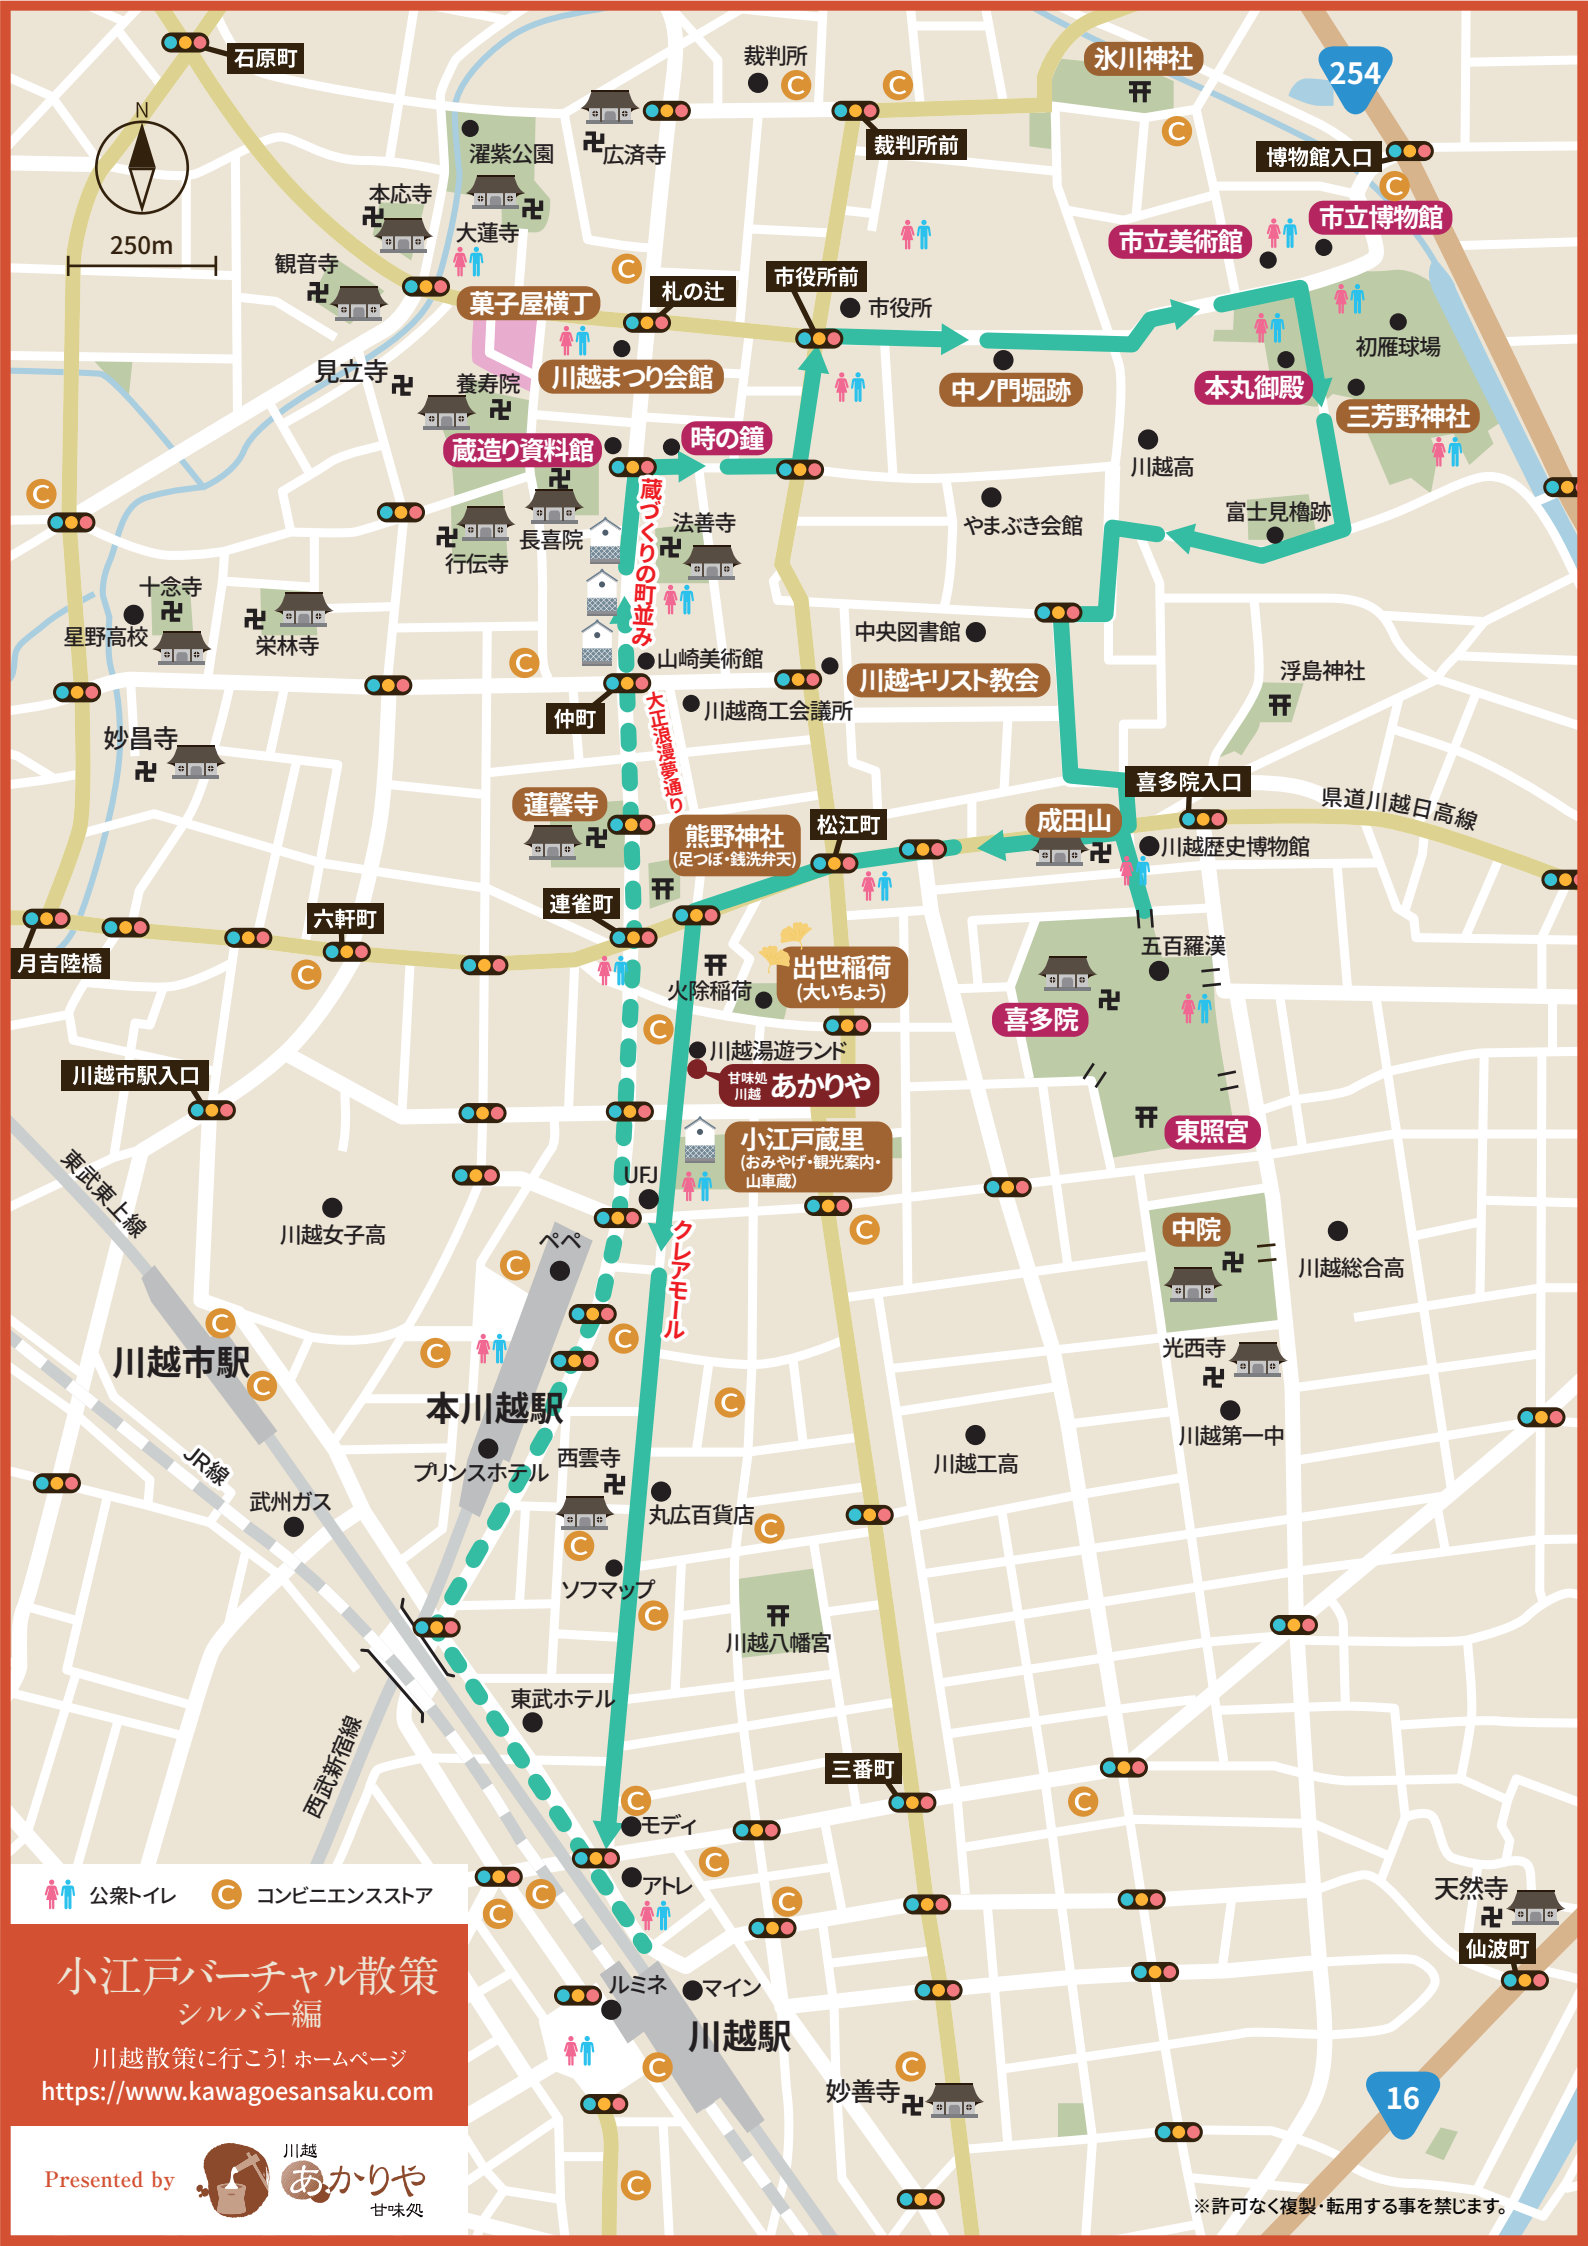 石原町
裁判所
氷川神社
254
N
250m
濯紫公園
広済寺
裁判所前
博物館入口
本応寺
大蓮寺
市立美術館
市立博物館
観音寺
菓子屋横丁
札の辻
市役所前
市役所
初雁球場
見立寺
養寿院
川越まつり会館
中ノ門堀跡
本丸御殿
三芳野神社
蔵造り資料館
時の鐘
川越高
蔵づくりの町並み
行伝寺
長喜院
法善寺
やまぶき会館
富士見櫓跡
十念寺
星野高校
栄林寺
中央図書館
山崎美術館
川越キリスト教会
浮島神社
仲町
川越商工会議所
大正浪漫夢通り
妙昌寺
喜多院入口
県道川越日高線
蓮馨寺
熊野神社
(足つぼ・銭洗弁天)
松江町
成田山
川越歴史博物館
連雀町
六軒町
月吉陸橋
五百羅漢
火除稲荷
出世稲荷
(大いちょう)
喜多院
川越湯遊ランド
甘味処
川越
あかりや
川越市駅入口
東照宮
小江戸蔵里
(おみやげ・観光案内・
山車蔵)
東武東上線
UFJ
川越女子高
ペペ
クレアモール
中院
川越総合高
川越市駅
本川越駅
光西寺
川越第一中
プリンスホテル
西雲寺
川越工高
JR線
武州ガス
丸広百貨店
ソフマップ
川越八幡宮
東武ホテル
西武新宿線
三番町
モディ
アトレ
天然寺
仙波町
公衆トイレ
C
コンビニエンスストア
小江戸バーチャル散策
シルバー編
川越散策に行こう! ホームページ
https://www.kawagoesansaku.com
ルミネ
マイン
川越駅
妙善寺
16
Presented by
川越
あかりや
甘味処
※許可なく複製・転用する事を禁じます。